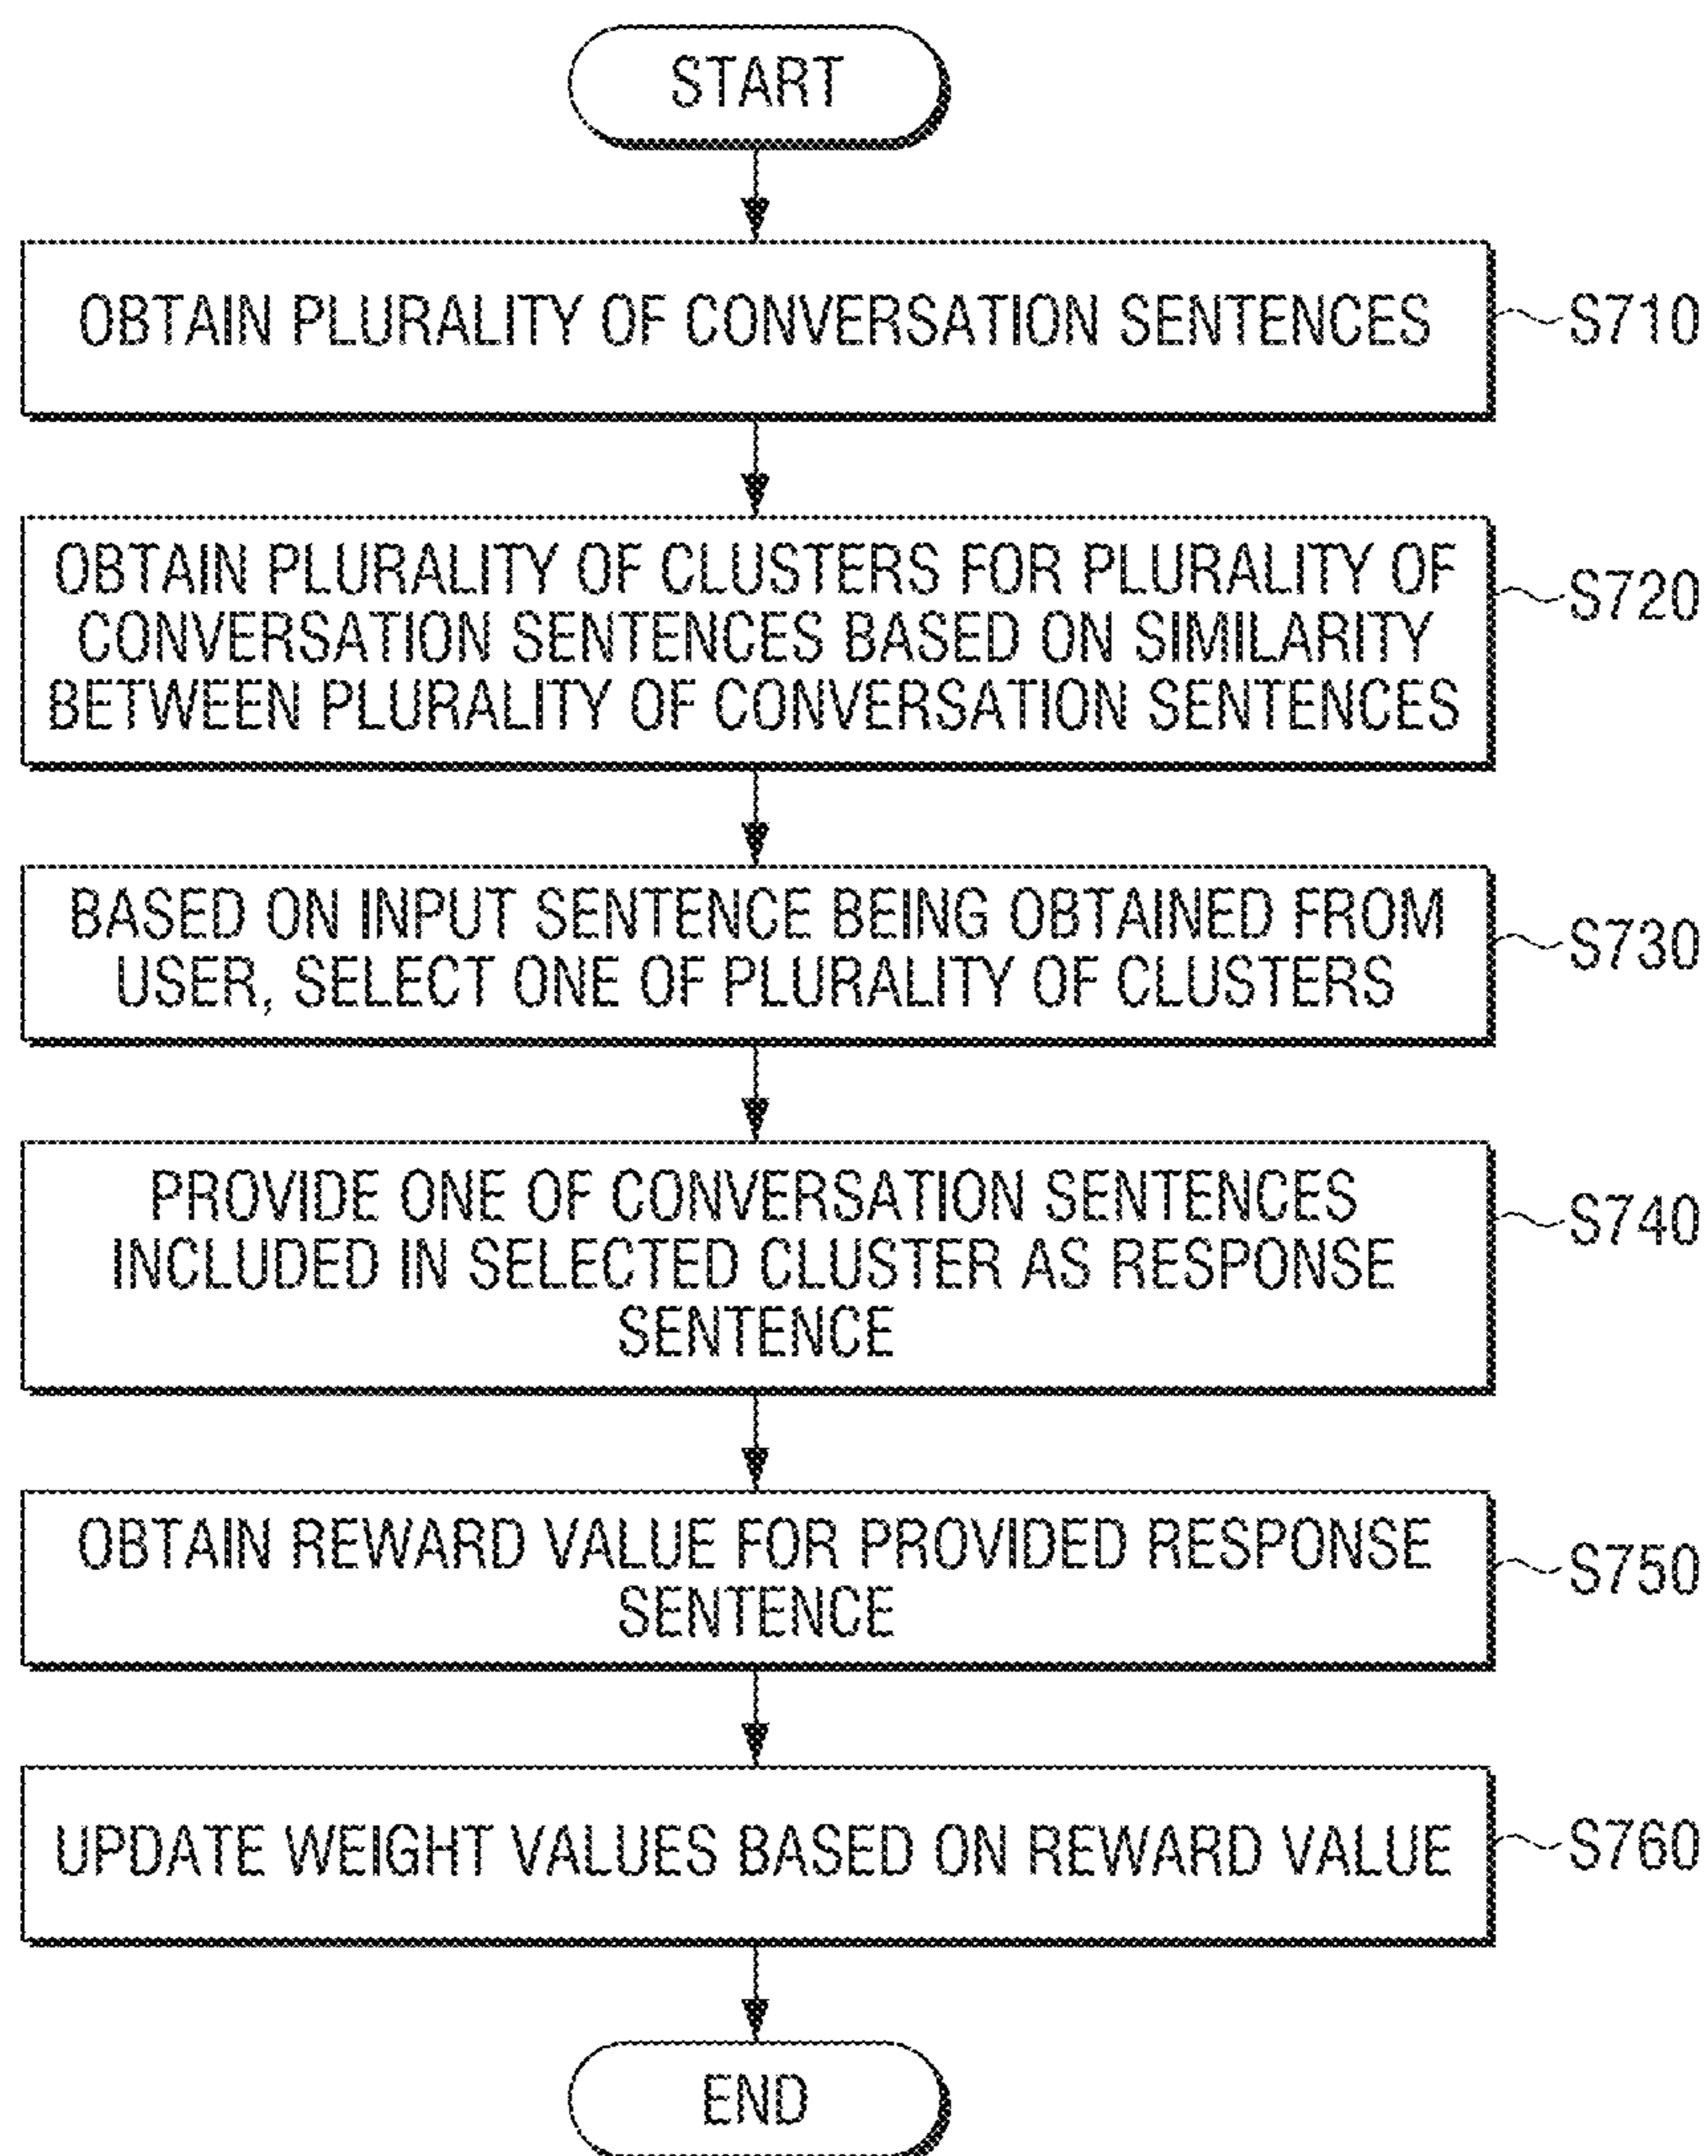 START
OBTAIN PLURALITY OF CONVERSATION SENTENCES
S710
OBTAIN PLURALITY OF CLUSTERS FOR PLURALITY OF
CONVERSATION SENTENCES BASED ON SIMILARITY
BETWEEN PLURALITY OF CONVERSATION SENTENCES
S720
BASED ON INPUT SENTENCE BEING OBTAINED FROM
USER, SELECT ONE OF PLURALITY OF CLUSTERS
S730
PROVIDE ONE OF CONVERSATION SENTENCES
INCLUDED IN SELECTED CLUSTER AS RESPONSE
SENTENCE
S740
OBTAIN REWARD VALUE FOR PROVIDED RESPONSE
SENTENCE
S750
UPDATE WEIGHT VALUES BASED ON REWARD VALUE
S760
END